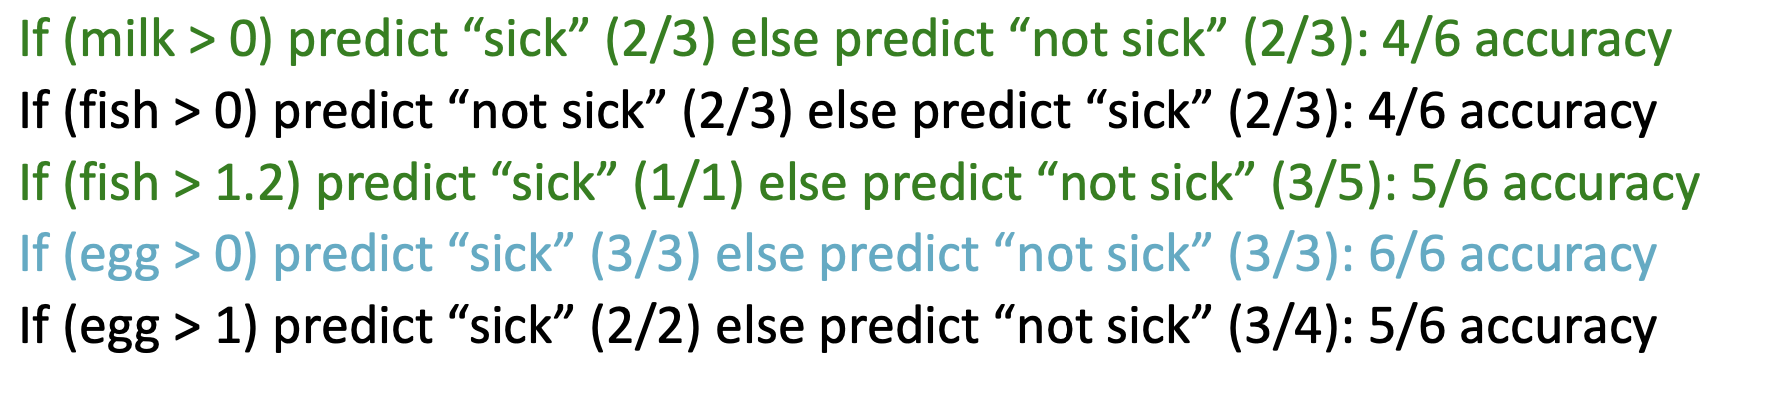 If (milk > 0) predict “sick” (2/3) else predict “not sick” (2/3): 4/6 accuracy
If (fish > 0) predict “not sick” (2/3) else predict “sick” (2/3): 4/6 accuracy
If (fish > 1.2) predict “sick” (1/1) else predict “not sick” (3/5): 5/6 accuracy
If (egg > 0) predict “sick” (3/3) else predict “not sick” (3/3): 6/6 accuracy
If (egg > 1) predict “sick” (2/2) else predict “not sick” (3/4): 5/6 accuracy